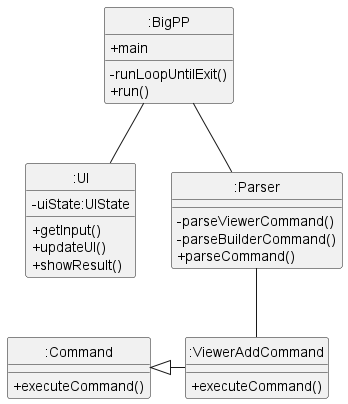 :BigPP
+main
-runLoopUntilExit()
+run()
:UI
-uiState:UIState
+getInput()
+updateUI()
+showResult()
:Parser
-parseViewerCommand()
-parseBuilderCommand()
+parseCommand()
:Command
+executeCommand()
:ViewerAddCommand
+executeCommand()